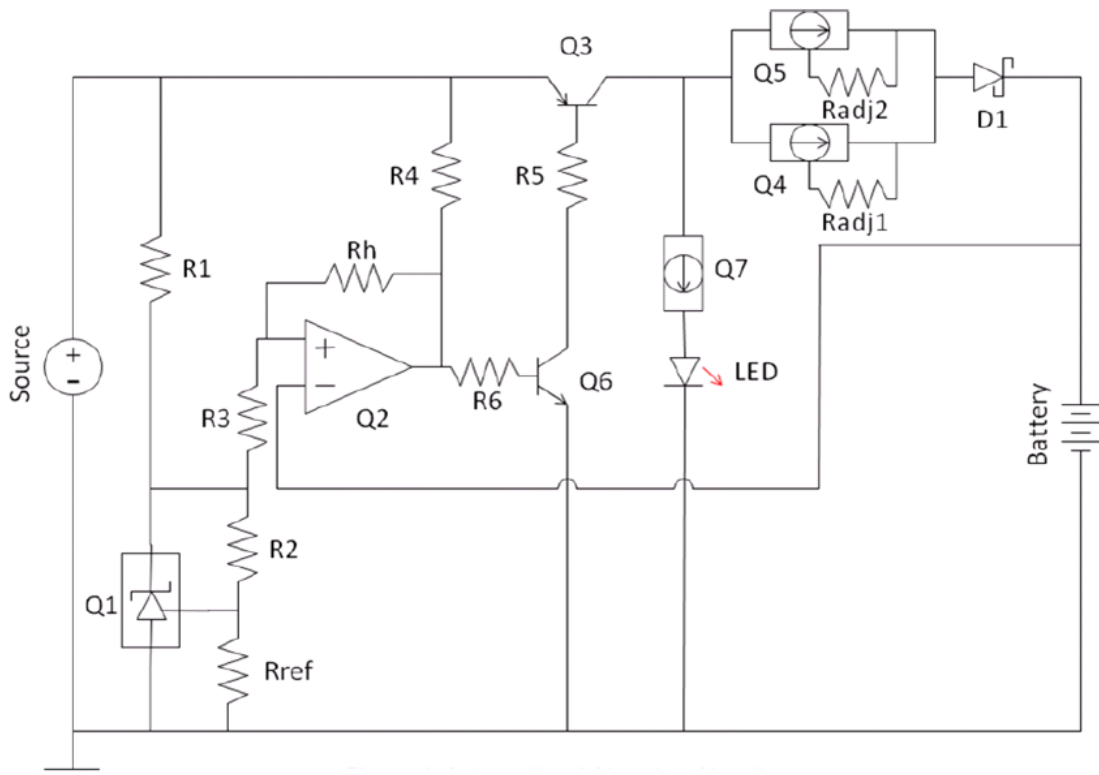 Q3
Q5
Radj2
D1
R4
R5
Q4
Radj1
Rh
R1
Q7
+
-
Source
+
−
LED
R3
Q2
R6
Q6
Battery
R2
Q1
Rref